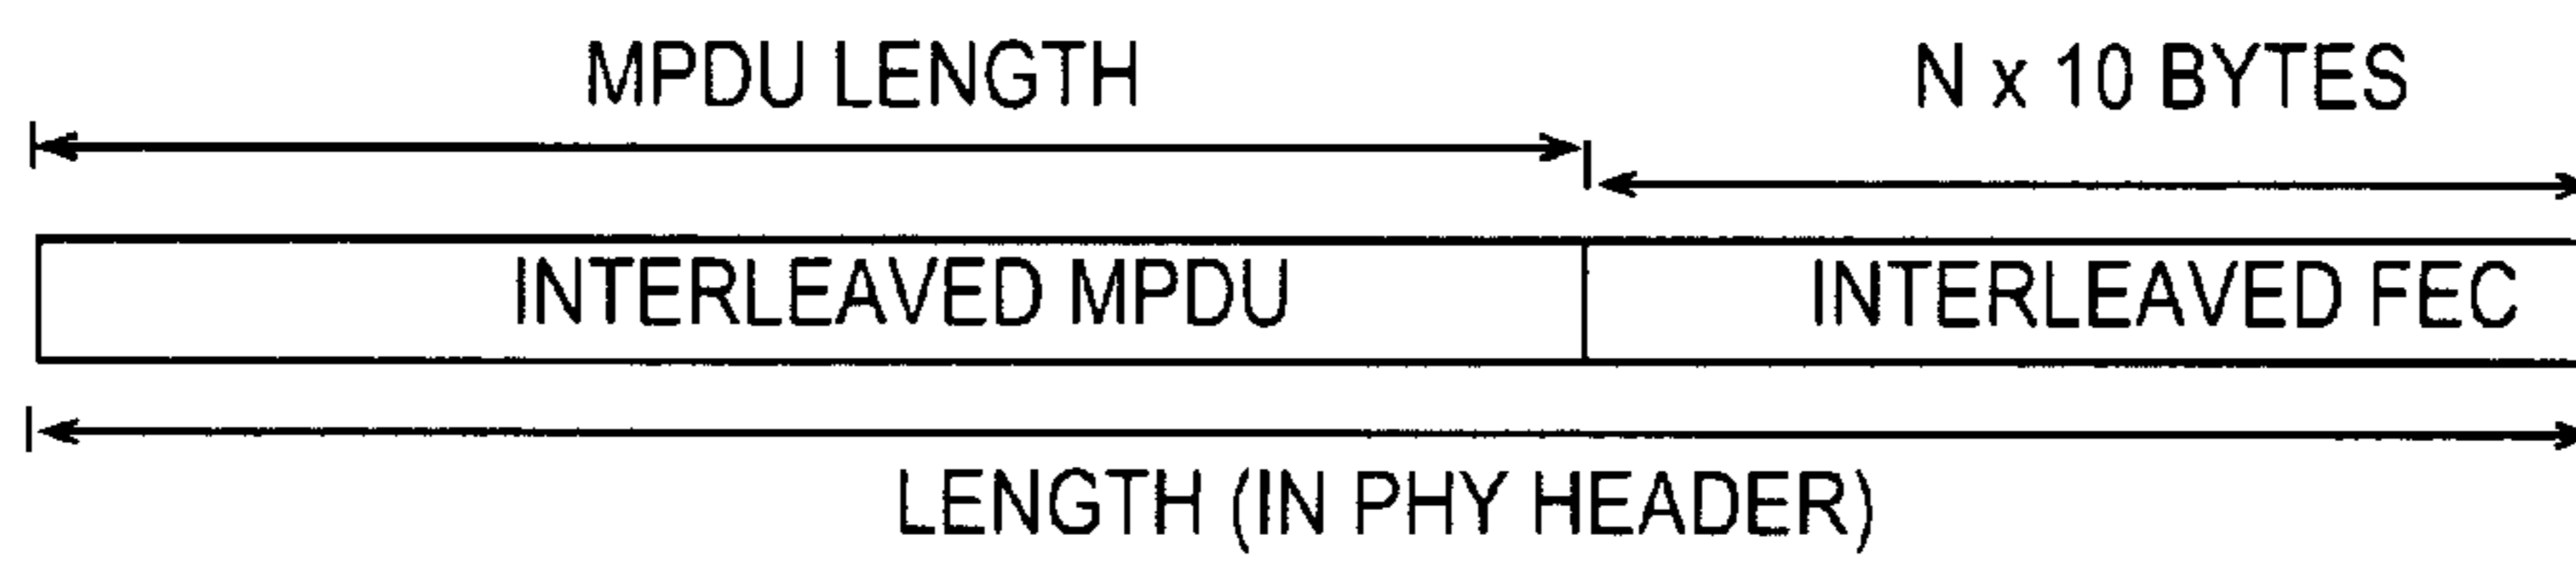 MPDU LENGTH
N x 10 BYTES
INTERLEAVED MPDU
INTERLEAVED FEC
LENGTH (IN PHY HEADER)